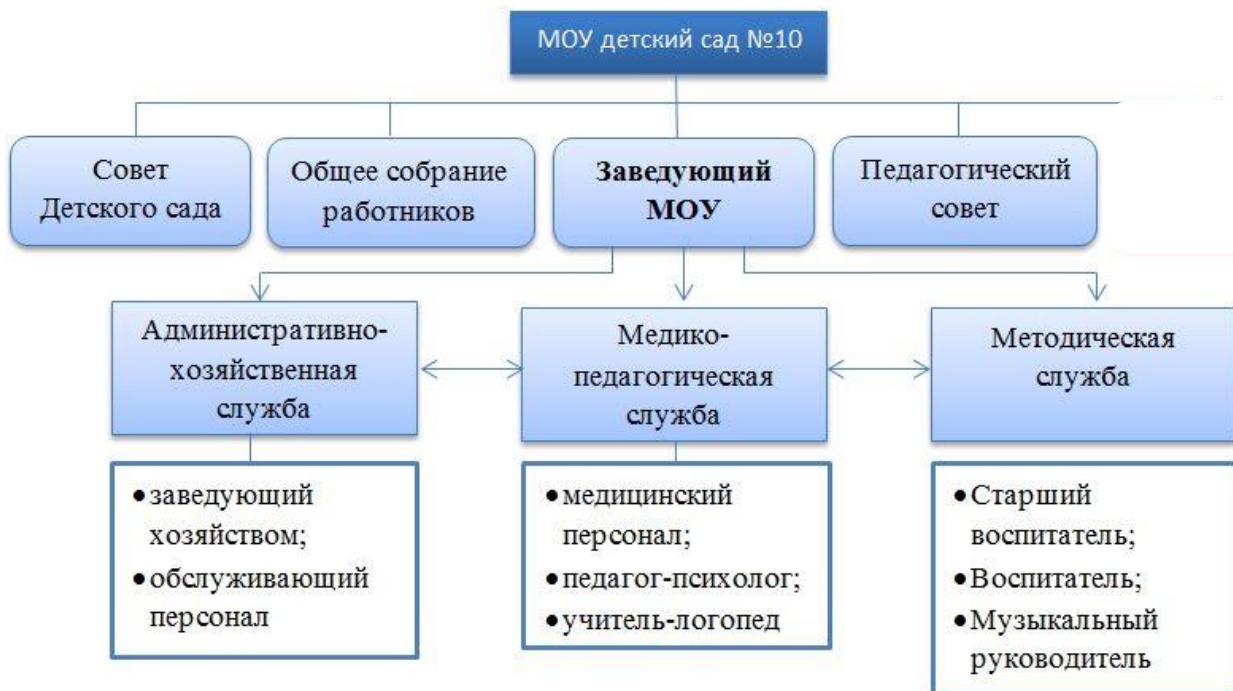 МОУ детский сад №10
Совет
Детского сада
Общее собрание
работников
Заведующий
МОУ
Педагогический
совет
Административно-
хозяйственная
служба
Медико-
педагогическая
служба
Методическая
служба
•заведующий
хозяйством;
•обслуживающий
персонал
•медицинский
персонал;
•педагог-психолог;
•учитель-логопед
•Старший
воспитатель;
•Воспитатель;
•Музыкальный
руководитель